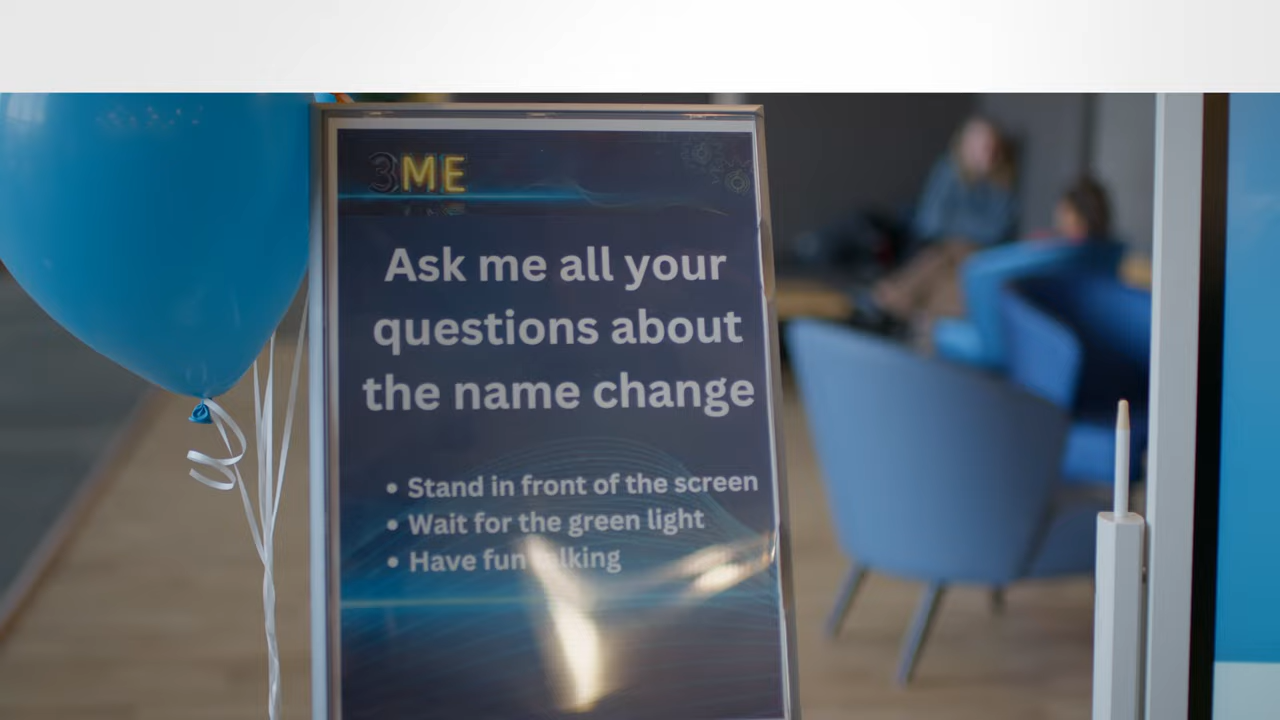 3ME
Ask me all your
questions about
the name change
• Stand in front of the screen
• Wait for the green light
• Have fun talking